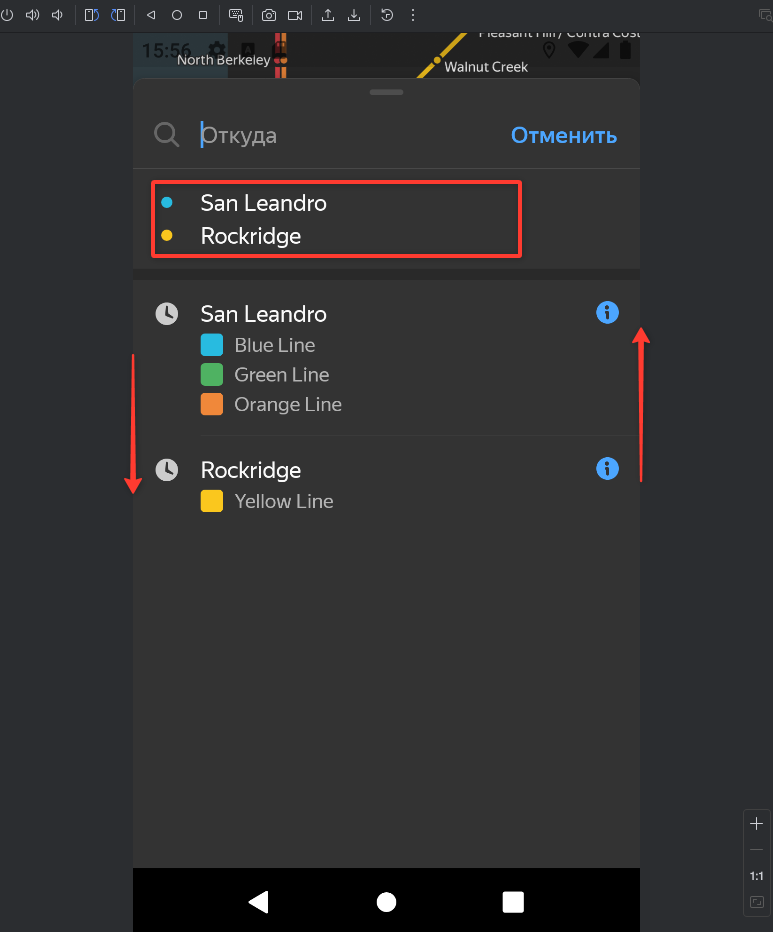 15:56
Pleasant Hill / Contra Cost
North Berkeley
Walnut Creek
Откуда
Отменить
San Leandro
Rockridge
San Leandro
Blue Line
Green Line
Orange Line
Rockridge
Yellow Line
1:1